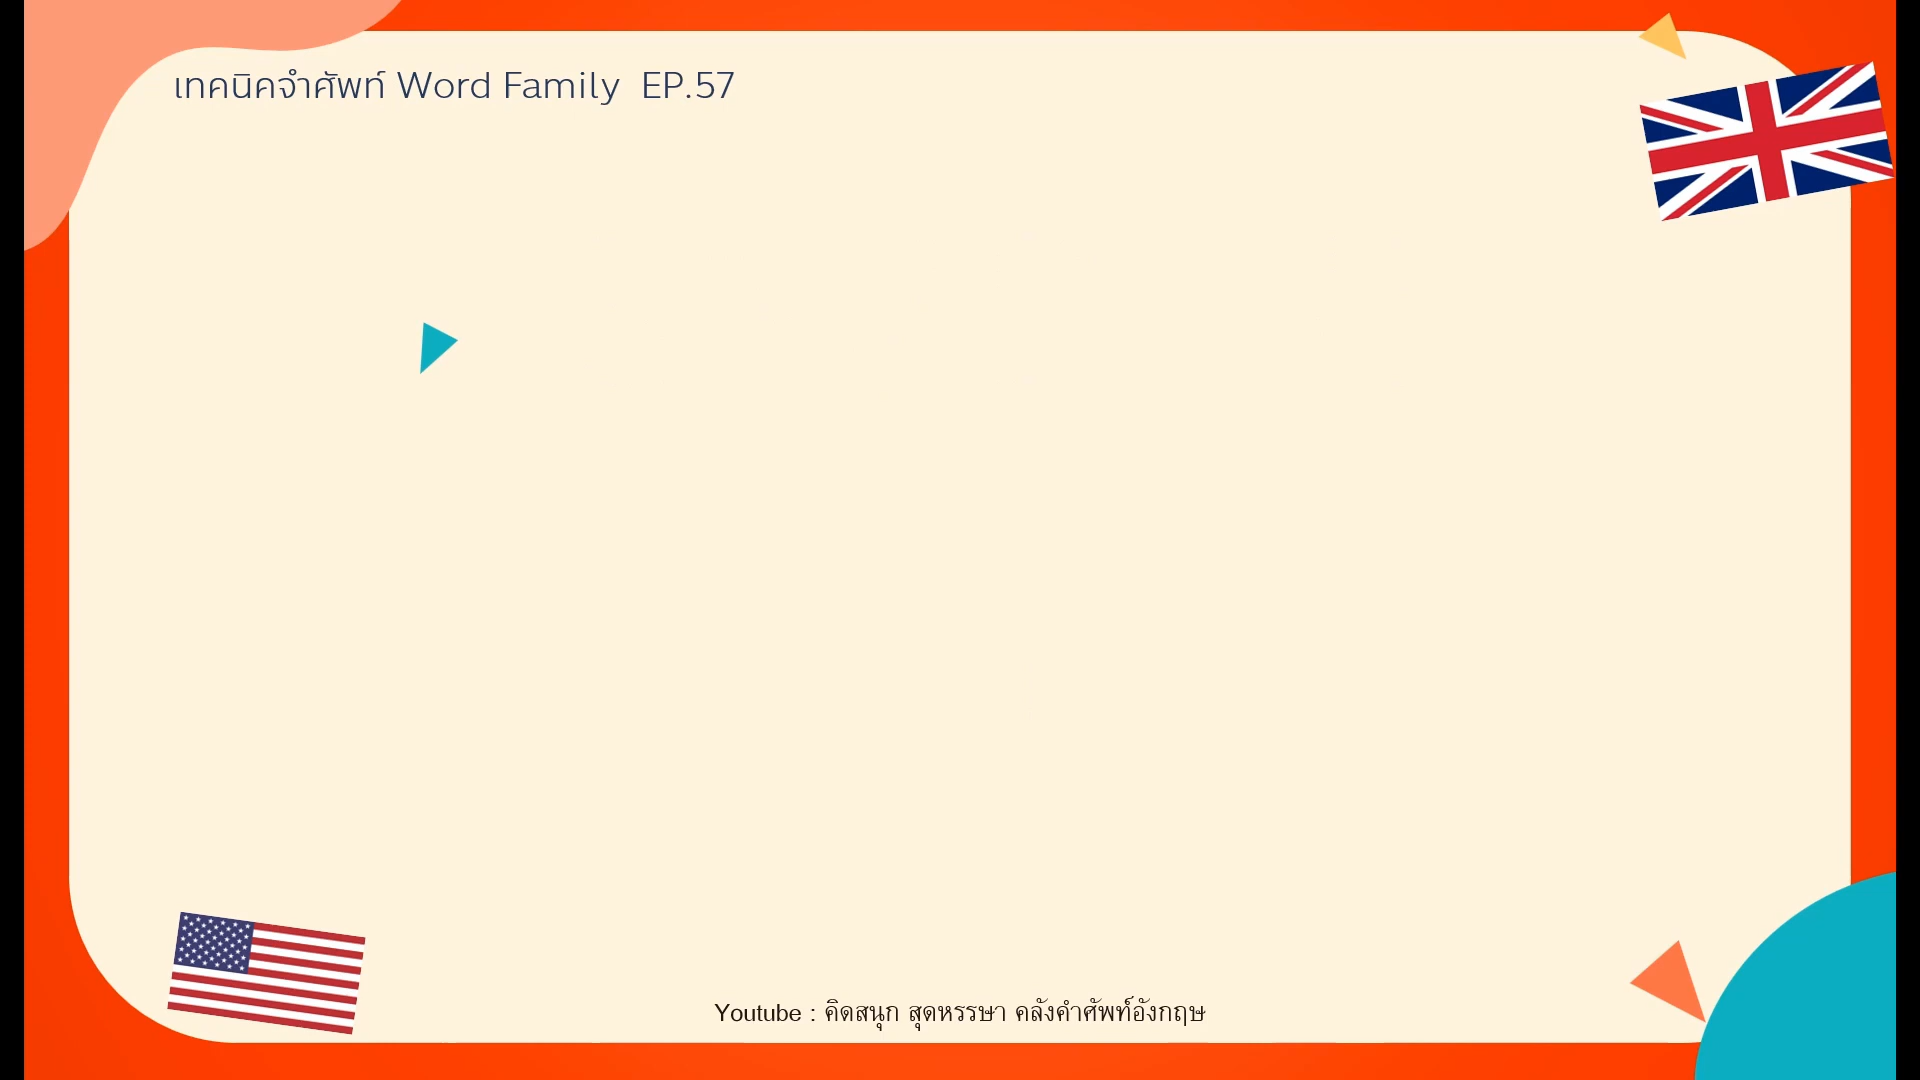 เทคนิคจำศัพท์ Word Family EP.57
Youtube : คิดสนุก สุดหรรษา คลังคำศัพท์อังกฤษ